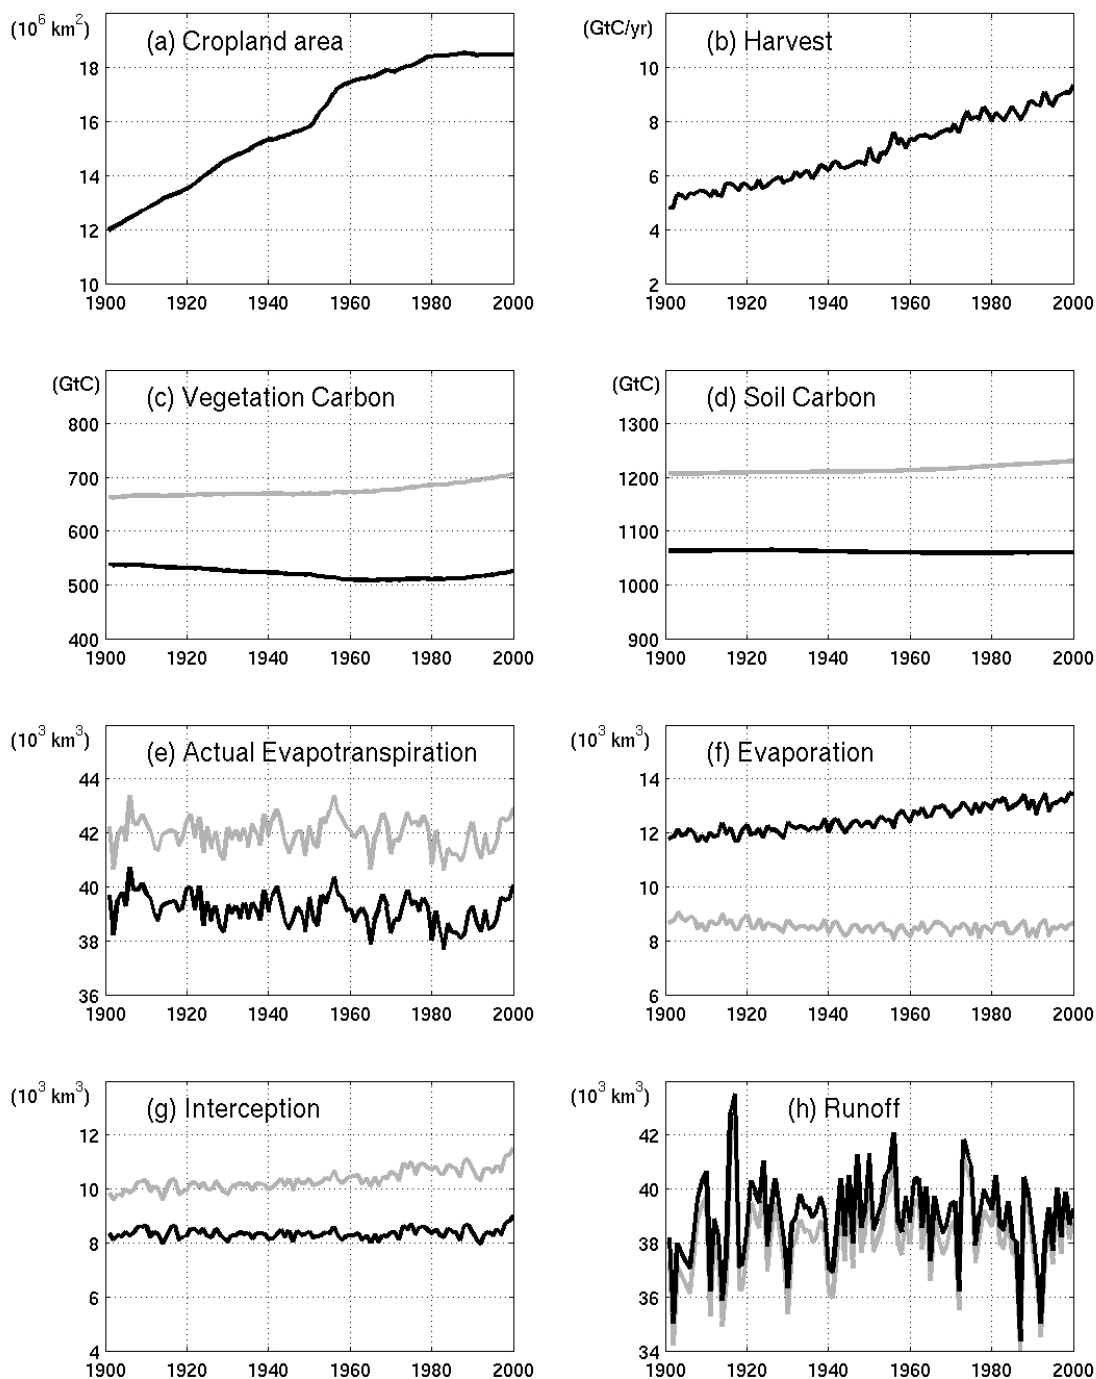 (10⁶ km²)
(a) Cropland area
18
16
14
12
10
1900 1920 1940 1960 1980 2000
(GtC/yr)
(b) Harvest
10
8
6
4
2
1900 1920 1940 1960 1980 2000
(GtC)
(c) Vegetation Carbon
800
700
600
500
400
1900 1920 1940 1960 1980 2000
(GtC)
(d) Soil Carbon
1300
1200
1100
1000
900
1900 1920 1940 1960 1980 2000
(10³ km³)
(e) Actual Evapotranspiration
44
42
40
38
36
1900 1920 1940 1960 1980 2000
(10³ km³)
(f) Evaporation
14
12
10
8
6
1900 1920 1940 1960 1980 2000
(10³ km³)
(g) Interception
12
10
8
6
4
1900 1920 1940 1960 1980 2000
(10³ km³)
(h) Runoff
42
40
38
36
34
1900 1920 1940 1960 1980 2000